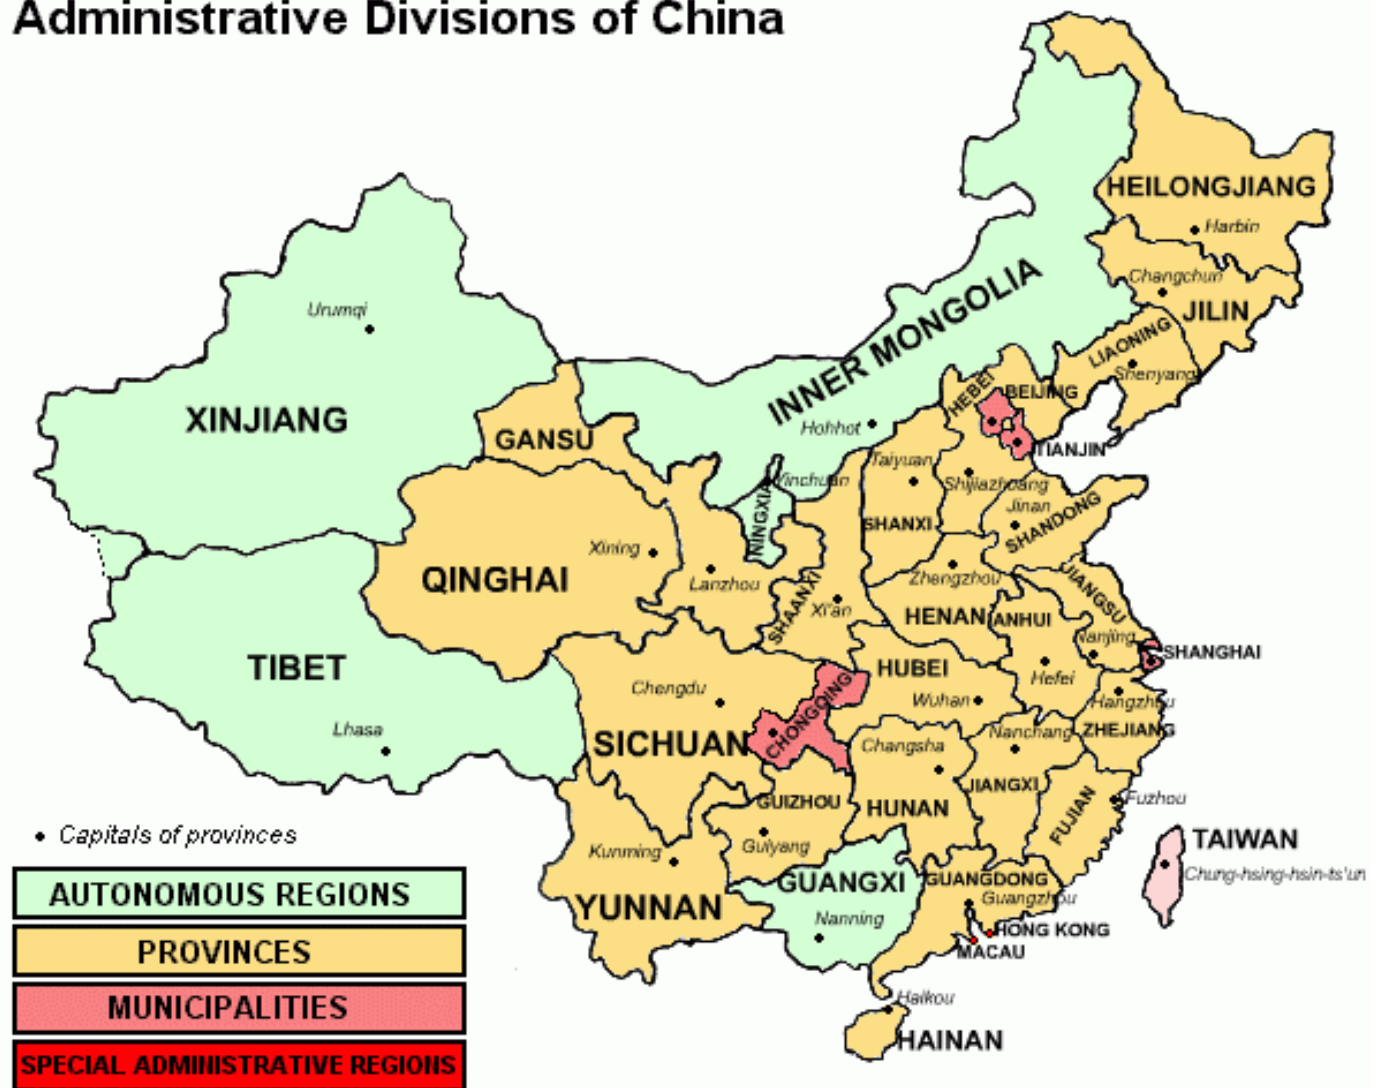 Administrative Divisions of China
HEILONGJIANG
Harbin
Changchun
JILIN
LIAONING
Shenyang
INNER MONGOLIA
Hohhot
Urumqi
XINJIANG
GANSU
HEBEI
BEIJING
TIANJIN
Taiyuan
Shijiazhuang
Yinchuan
NINGXIA
SHANXI
Jinan
SHANDONG
Xining
QINGHAI
Lanzhou
SHAANXI
Xi'an
Zhengzhou
HENAN
ANHUI
JIANGSU
Nanjing
SHANGHAI
TIBET
Lhasa
Chengdu
SICHUAN
CHONGQING
HUBEI
Wuhan
Hefei
Hangzhou
ZHEJIANG
Changsha
HUNAN
Nanchang
JIANGXI
FUJIAN
Fuzhou
GUIZHOU
Guiyang
Kunming
YUNNAN
GUANGXI
Nanning
GUANGDONG
Guangzhou
HONG KONG
MACAU
TAIWAN
Chung-hsing-hsin-ts'un
Haikou
HAINAN
Capitals of provinces
AUTONOMOUS REGIONS
PROVINCES
MUNICIPALITIES
SPECIAL ADMINISTRATIVE REGIONS